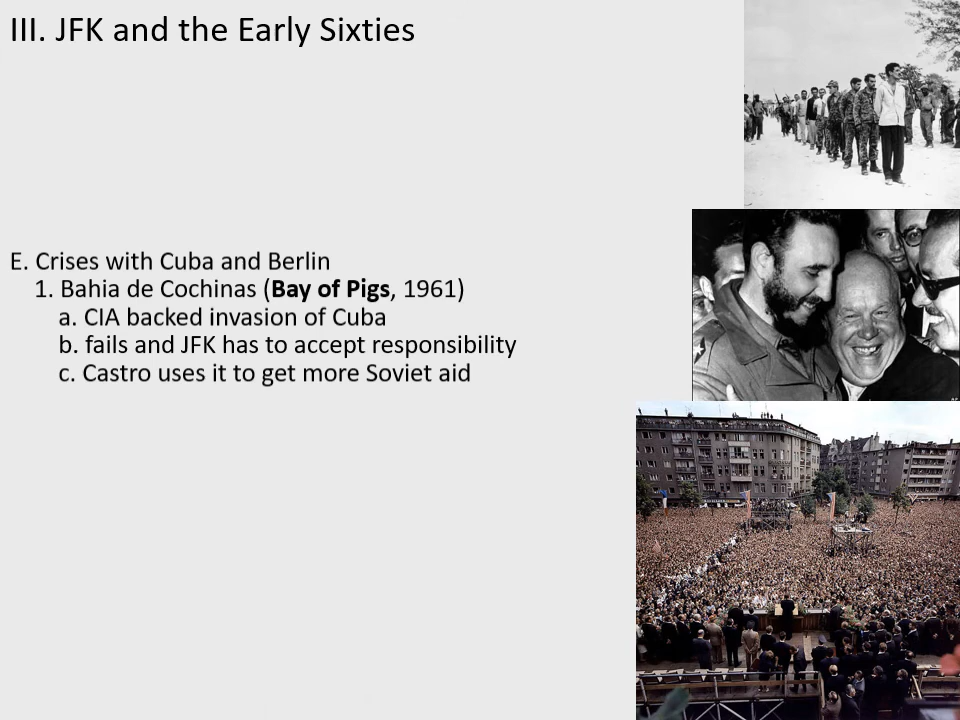 III. JFK and the Early Sixties
E. Crises with Cuba and Berlin
1. Bahia de Cochinas (Bay of Pigs, 1961)
a. CIA backed invasion of Cuba
b. fails and JFK has to accept responsibility
c. Castro uses it to get more Soviet aid